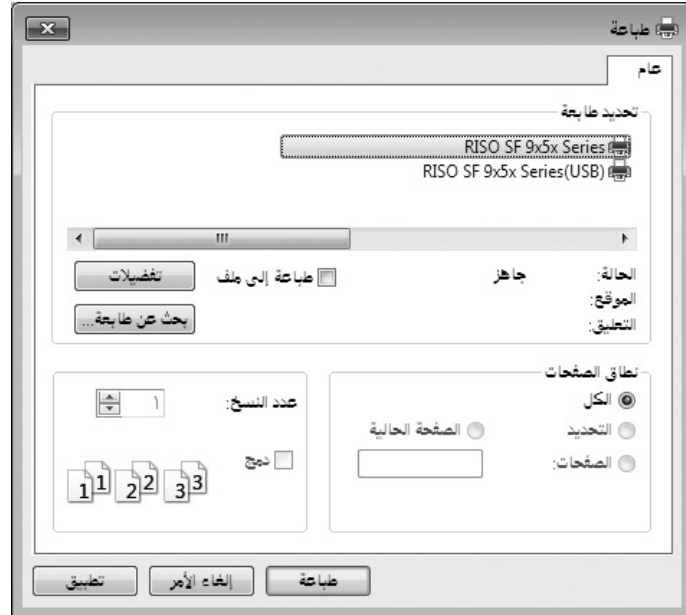 طباعة
عام
تحديد طابعة
RISO SF 9x5x Series
RISO SF 9x5x Series(USB)
الحالة: جاهز
الموقع:
التعليق:
طباعة إلى ملف
تفضيلات
بحث عن طابعة...
نطاق الصفحات
الكل
التحديد الصفحة الحالية
الصفحات:
عدد النسخ: ١
دمج
1 1 2 2 3 3
طباعة إلغاء الأمر تطبيق